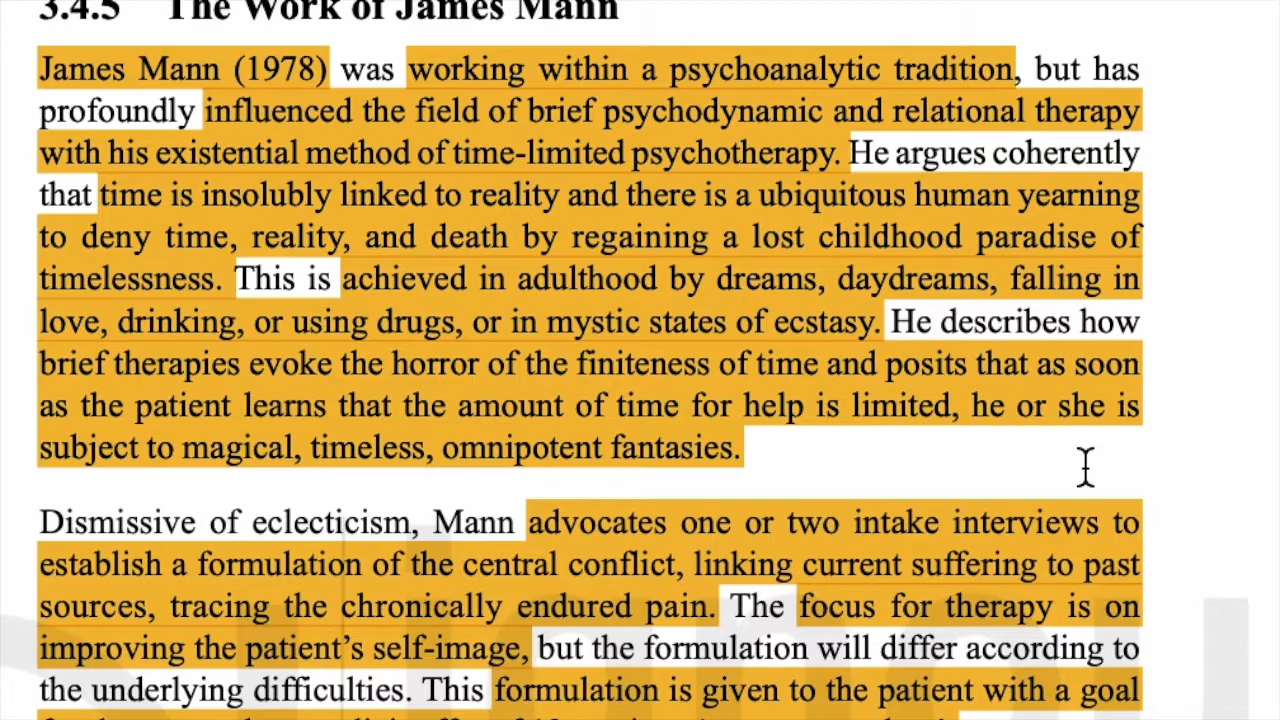 3.4.5 The Work of James Mann
James Mann (1978) was working within a psychoanalytic tradition, but has
profoundly influenced the field of brief psychodynamic and relational therapy
with his existential method of time-limited psychotherapy. He argues coherently
that time is insolubly linked to reality and there is a ubiquitous human yearning
to deny time, reality, and death by regaining a lost childhood paradise of
timelessness. This is achieved in adulthood by dreams, daydreams, falling in
love, drinking, or using drugs, or in mystic states of ecstasy. He describes how
brief therapies evoke the horror of the finiteness of time and posits that as soon
as the patient learns that the amount of time for help is limited, he or she is
subject to magical, timeless, omnipotent fantasies.
Dismissive of eclecticism, Mann advocates one or two intake interviews to
establish a formulation of the central conflict, linking current suffering to past
sources, tracing the chronically endured pain. The focus for therapy is on
improving the patient’s self-image, but the formulation will differ according to
the underlying difficulties. This formulation is given to the patient with a goal